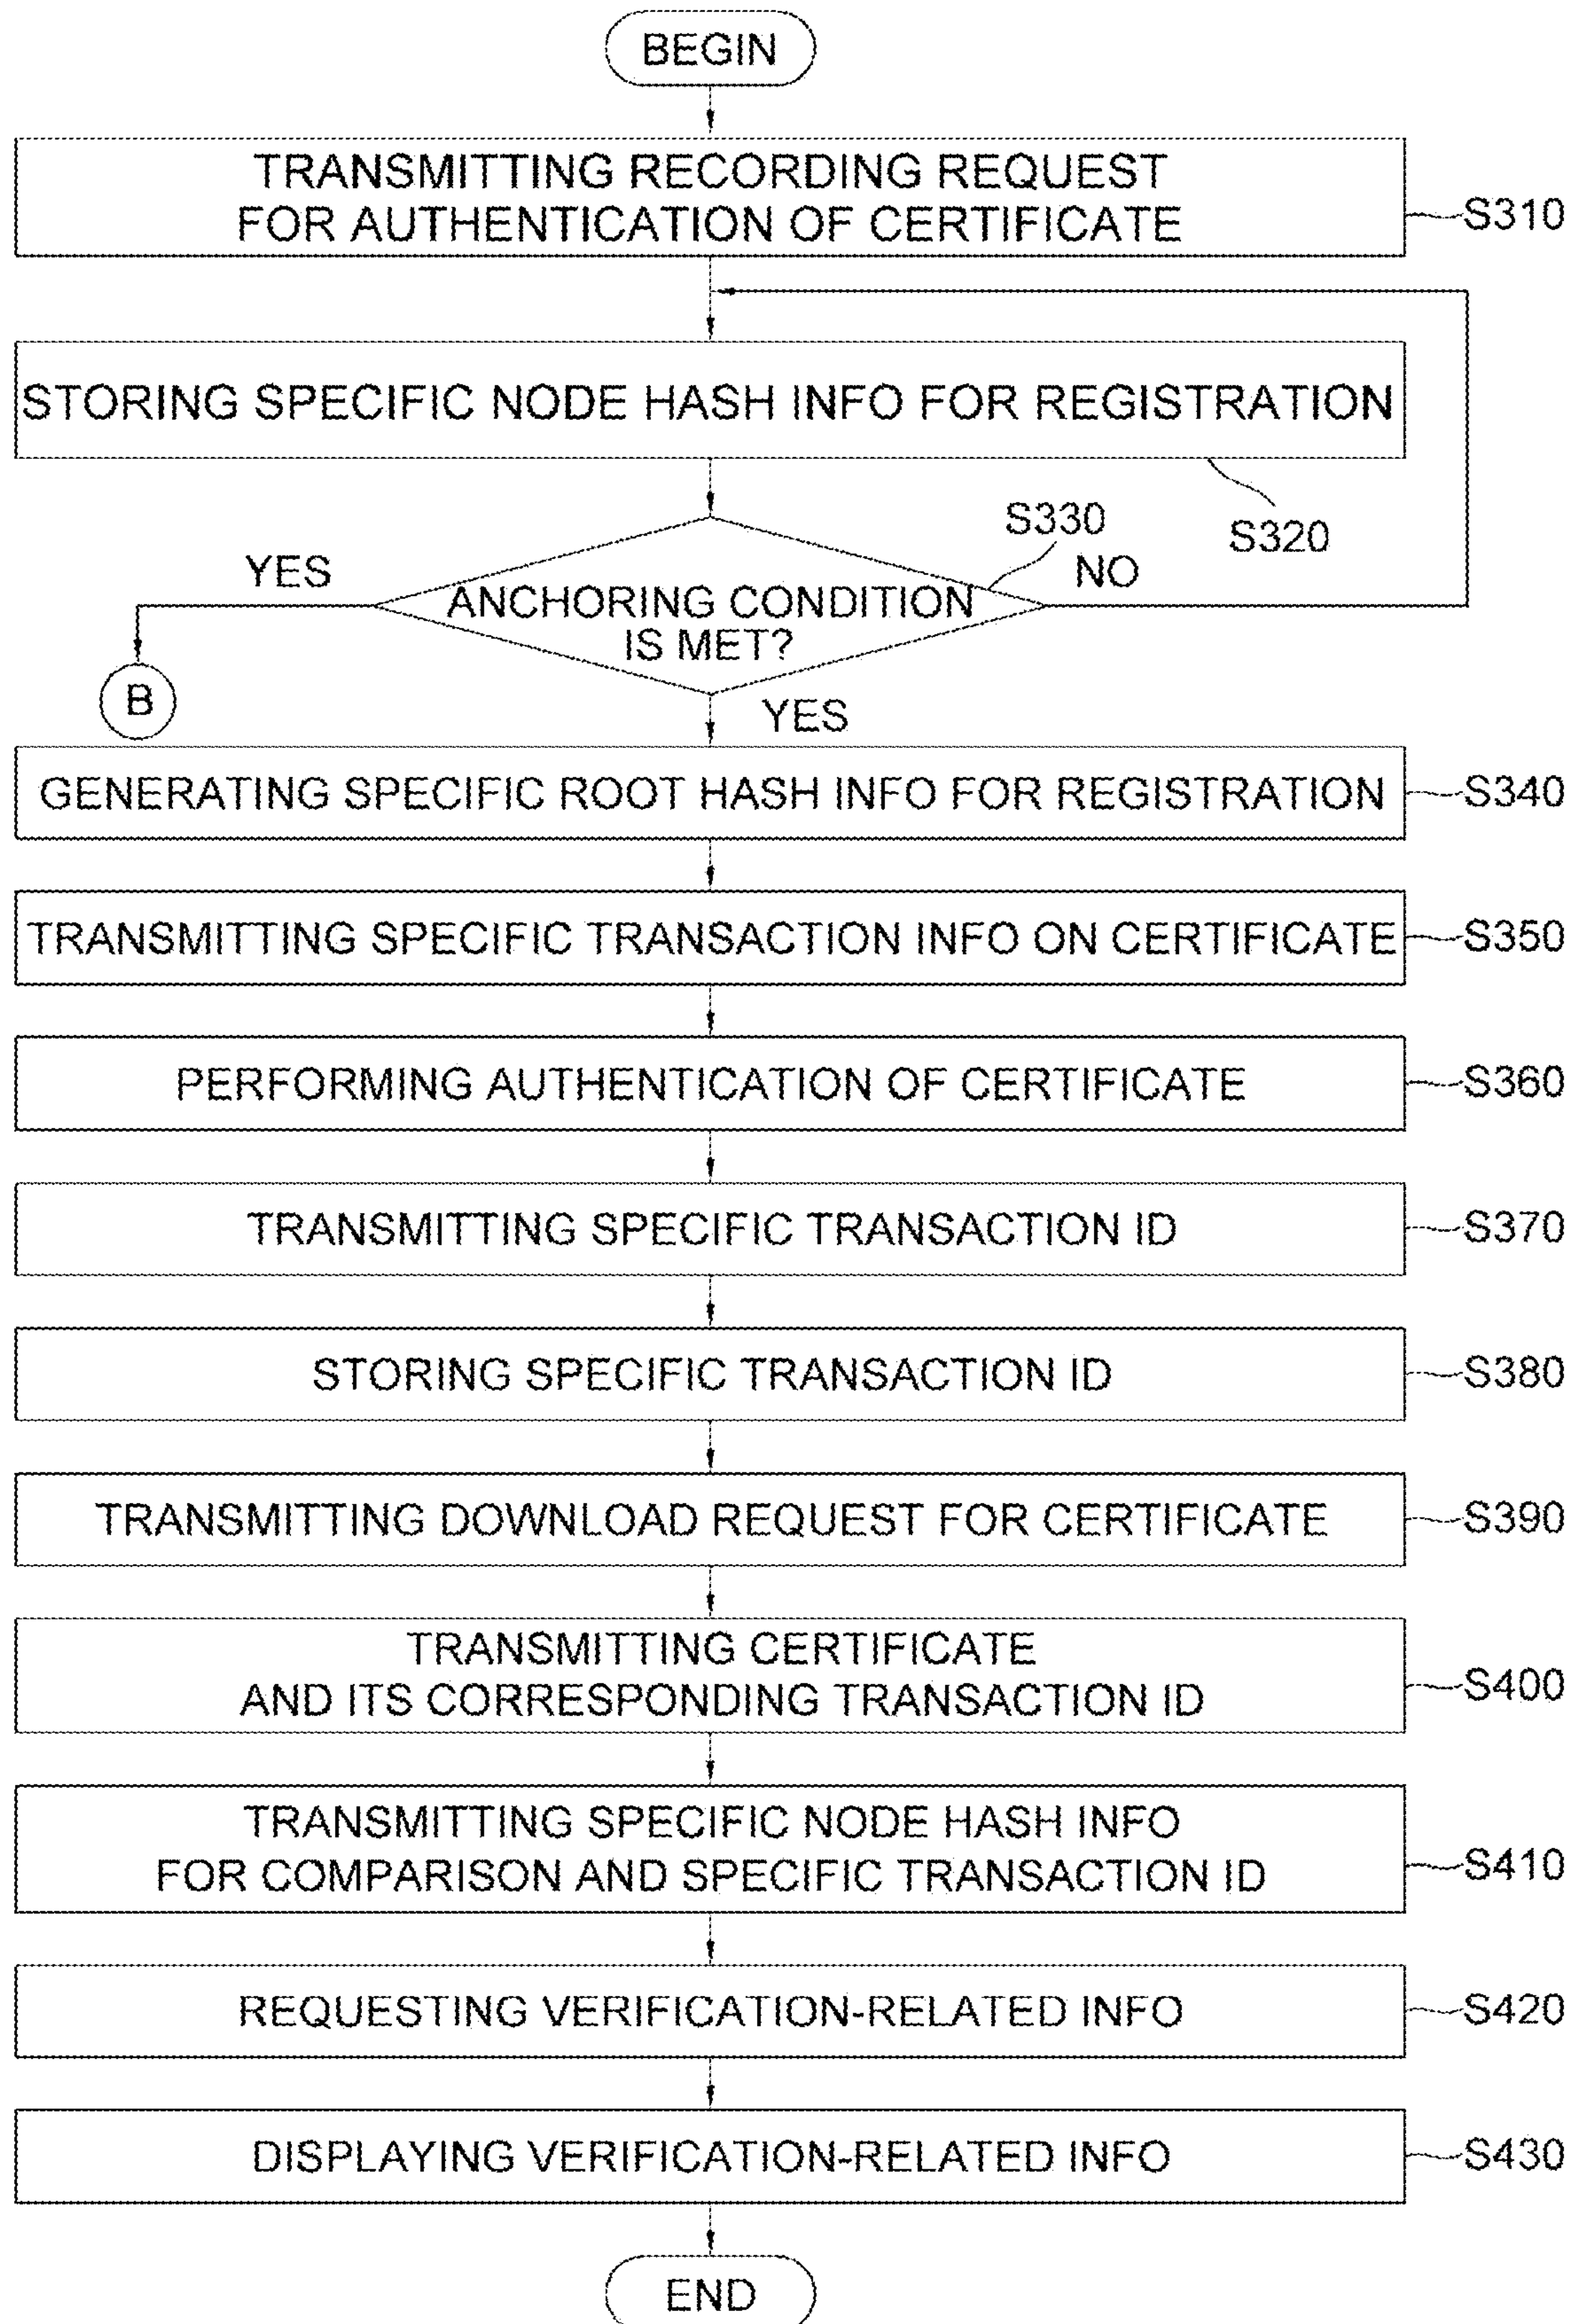 BEGIN
TRANSMITTING RECORDING REQUEST
FOR AUTHENTICATION OF CERTIFICATE
S310
STORING SPECIFIC NODE HASH INFO FOR REGISTRATION
S320
S330
YES
NO
ANCHORING CONDITION
IS MET?
B
YES
GENERATING SPECIFIC ROOT HASH INFO FOR REGISTRATION
S340
TRANSMITTING SPECIFIC TRANSACTION INFO ON CERTIFICATE
S350
PERFORMING AUTHENTICATION OF CERTIFICATE
S360
TRANSMITTING SPECIFIC TRANSACTION ID
S370
STORING SPECIFIC TRANSACTION ID
S380
TRANSMITTING DOWNLOAD REQUEST FOR CERTIFICATE
S390
TRANSMITTING CERTIFICATE
AND ITS CORRESPONDING TRANSACTION ID
S400
TRANSMITTING SPECIFIC NODE HASH INFO
FOR COMPARISON AND SPECIFIC TRANSACTION ID
S410
REQUESTING VERIFICATION-RELATED INFO
S420
DISPLAYING VERIFICATION-RELATED INFO
S430
END